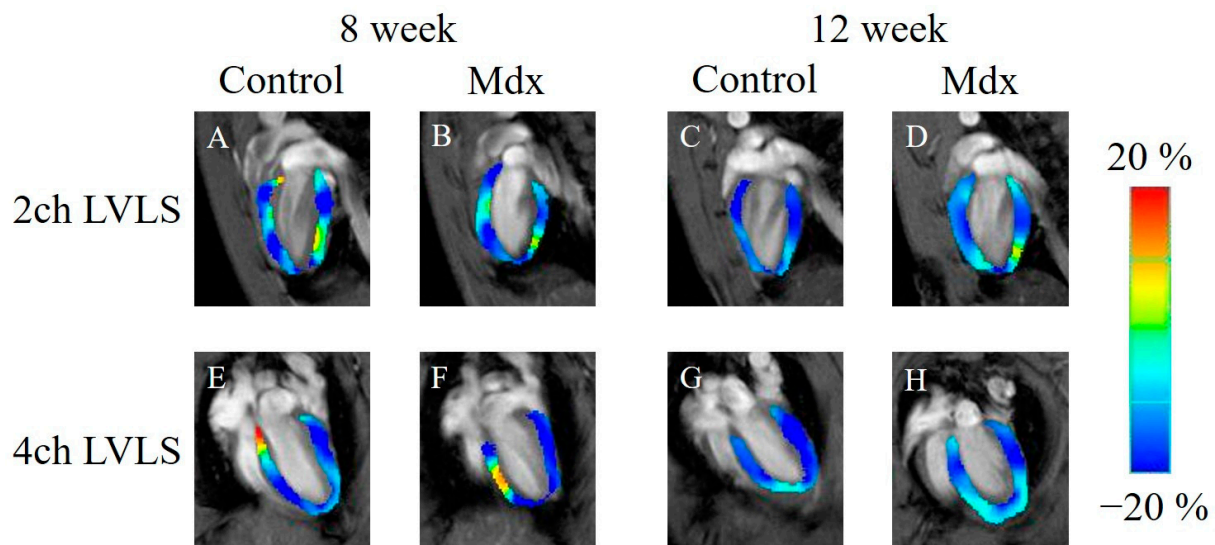 8 week 12 week
Control Mdx Control Mdx
A B C D
20 %
2ch LVLS
E F G H
4ch LVLS
−20 %